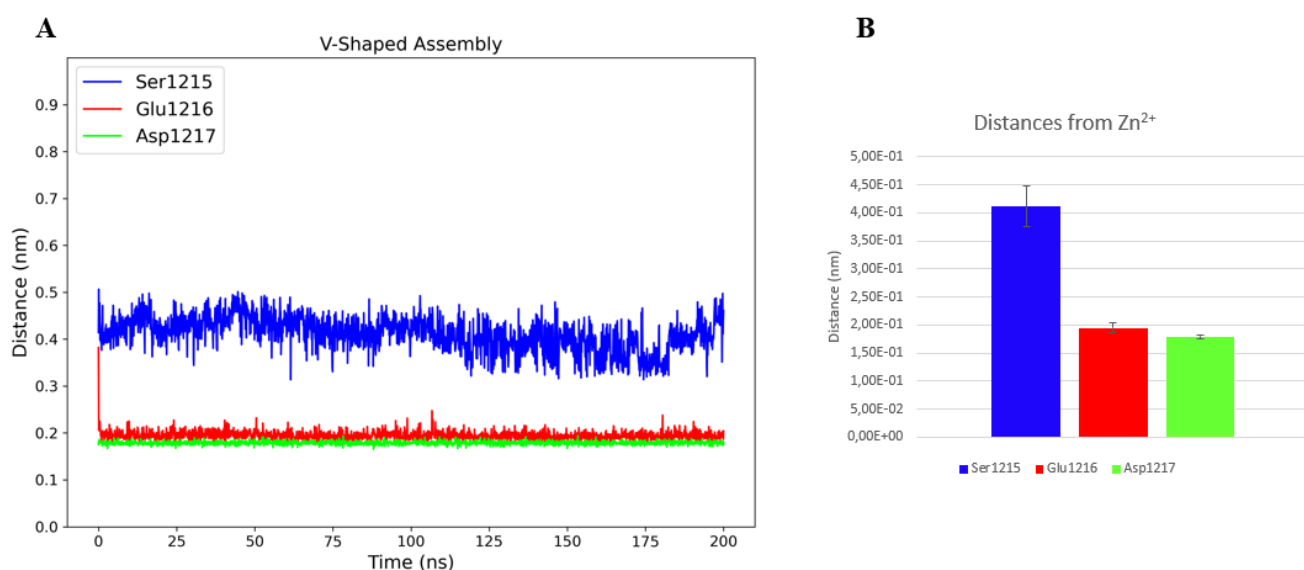 A
V-Shaped Assembly
Ser1215
Glu1216
Asp1217
Distance (nm)
0.9
0.8
0.7
0.6
0.5
0.4
0.3
0.2
0.1
0.0
0
25
50
75
100
125
150
175
200
Time (ns)
B
Distances from Zn²⁺
Distance (nm)
5,00E-01
4,50E-01
4,00E-01
3,50E-01
3,00E-01
2,50E-01
2,00E-01
1,50E-01
1,00E-01
5,00E-02
0,00E+00
Ser1215 Glu1216 Asp1217